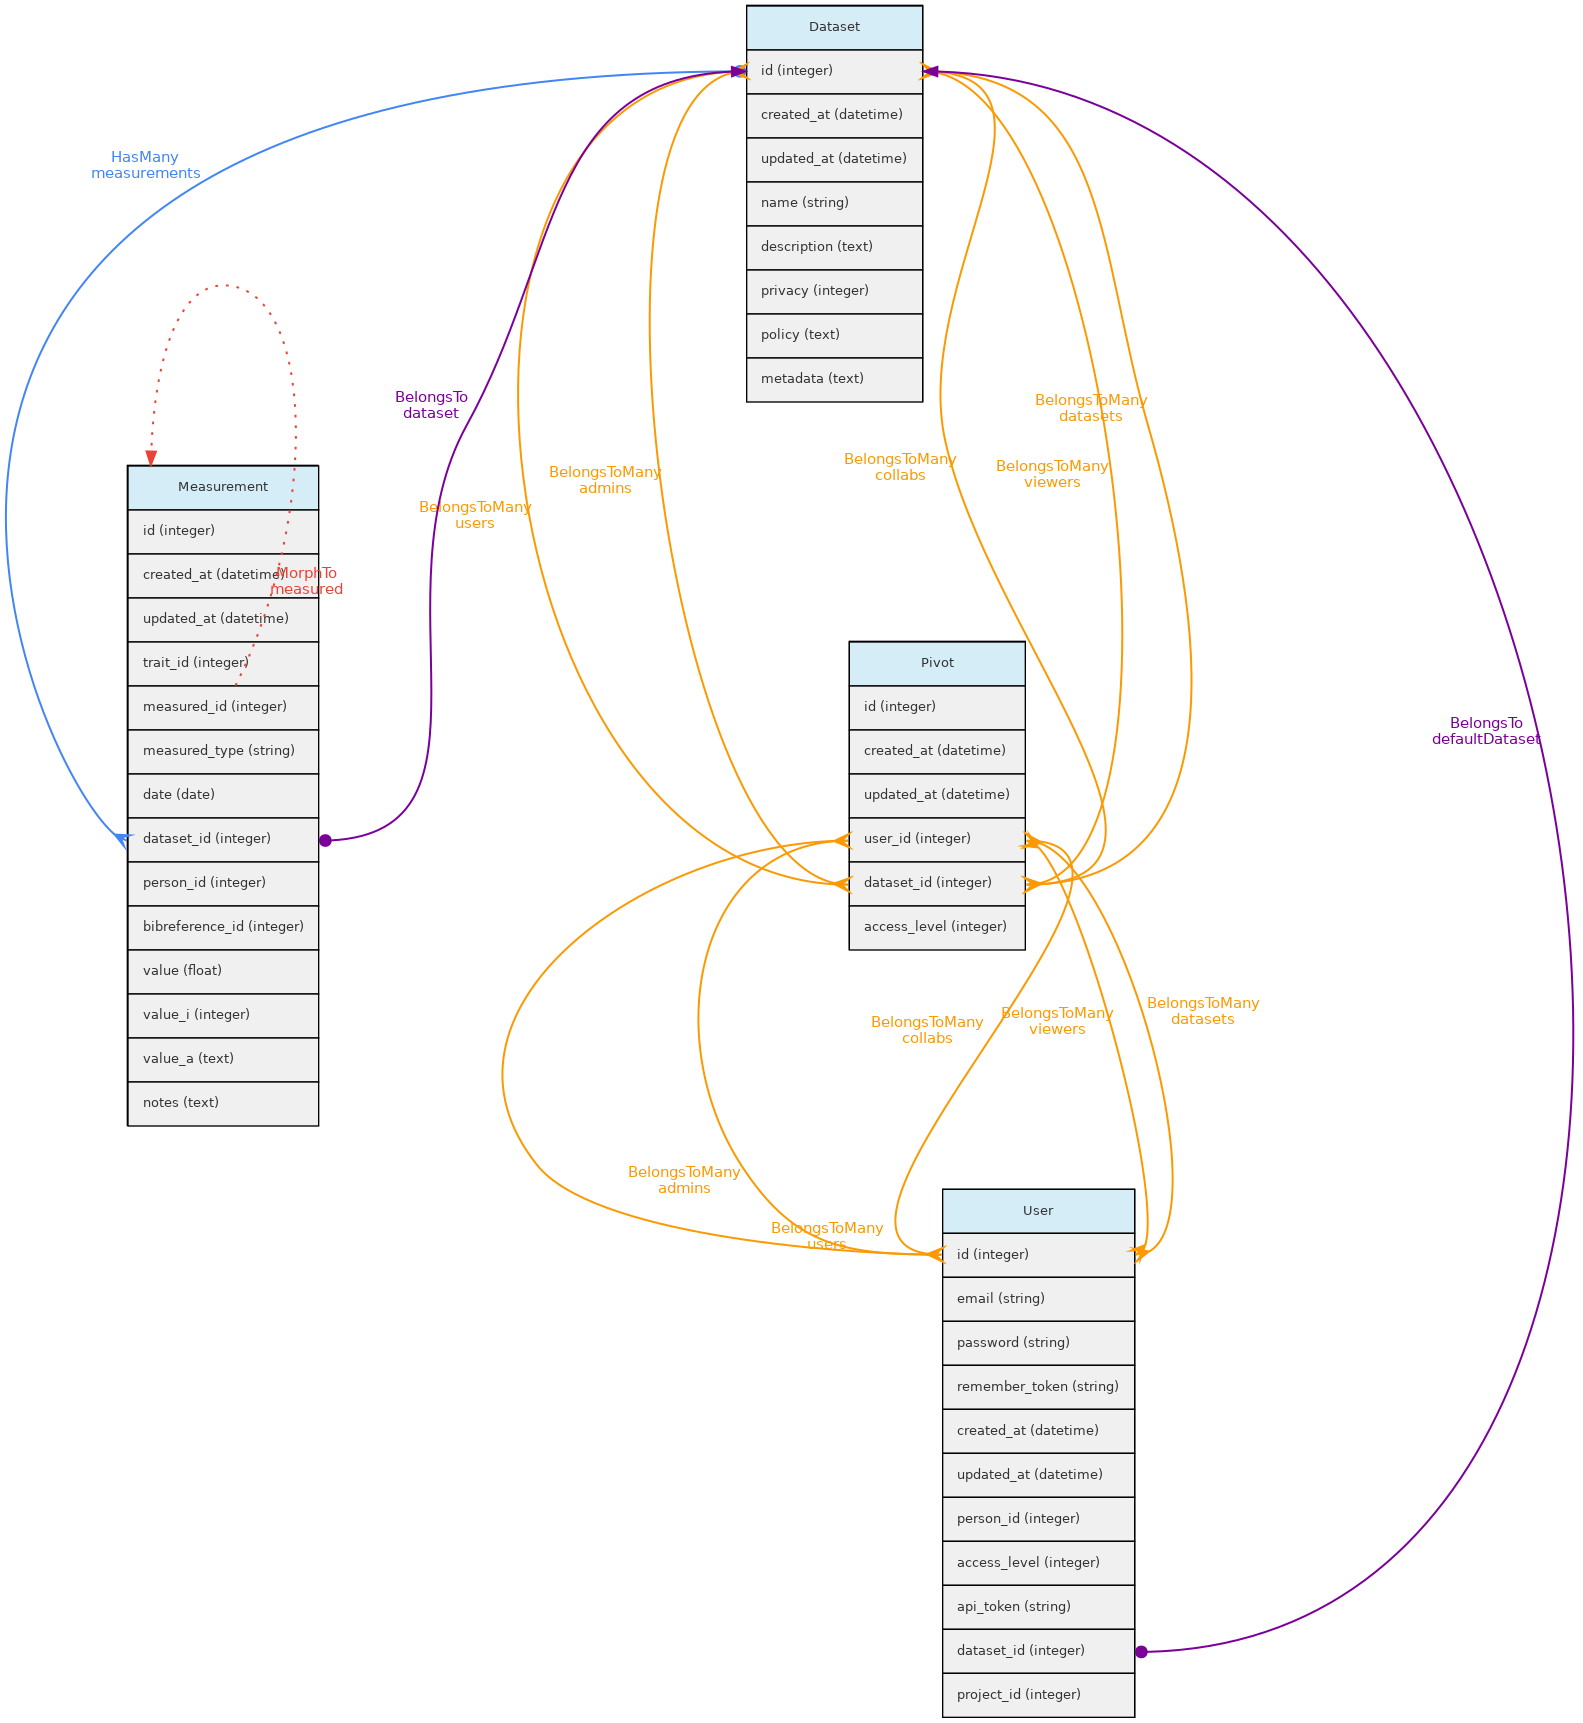 Dataset
id (integer)
created_at (datetime)
updated_at (datetime)
name (string)
description (text)
privacy (integer)
policy (text)
metadata (text)
HasMany
measurements
BelongsTo
dataset
BelongsToMany
users
BelongsToMany
admins
BelongsToMany
collabs
BelongsToMany
viewers
BelongsToMany
datasets
Measurement
id (integer)
created_at (datetime)
updated_at (datetime)
trait_id (integer)
measured_id (integer)
measured_type (string)
date (date)
dataset_id (integer)
person_id (integer)
bibreference_id (integer)
value (float)
value_i (integer)
value_a (text)
notes (text)
MorphTo
measured
Pivot
id (integer)
created_at (datetime)
updated_at (datetime)
user_id (integer)
dataset_id (integer)
access_level (integer)
BelongsTo
defaultDataset
BelongsToMany
collabs
BelongsToMany
viewers
BelongsToMany
datasets
BelongsToMany
admins
BelongsToMany
users
User
id (integer)
email (string)
password (string)
remember_token (string)
created_at (datetime)
updated_at (datetime)
person_id (integer)
access_level (integer)
api_token (string)
dataset_id (integer)
project_id (integer)